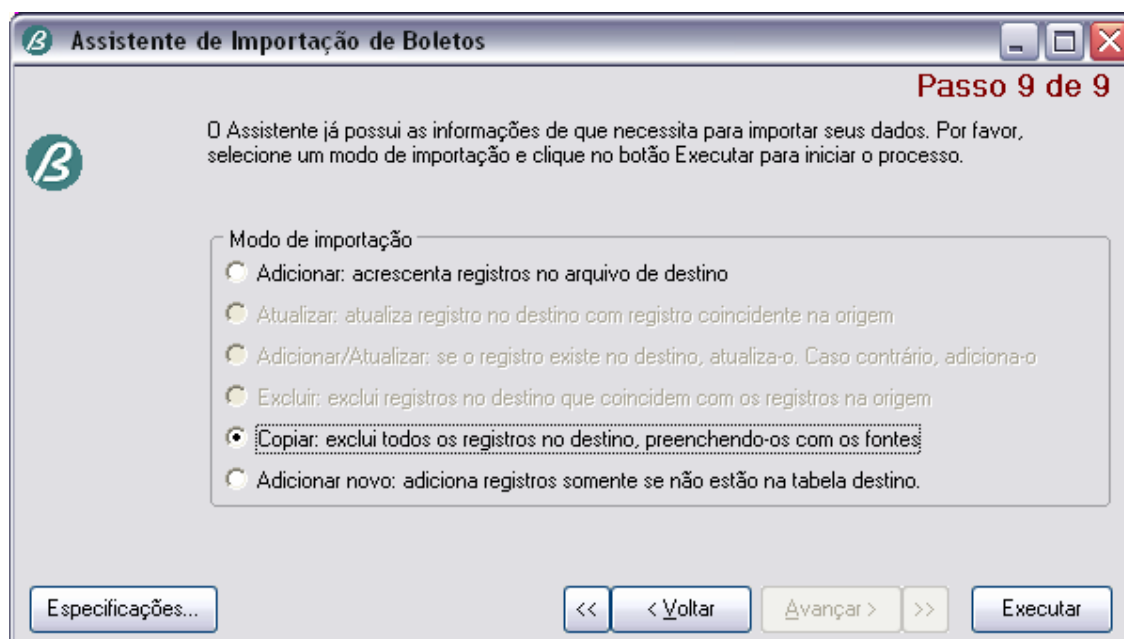 Assistente de Importação de Boletos
Passo 9 de 9
O Assistente já possui as informações de que necessita para importar seus dados. Por favor,
selecione um modo de importação e clique no botão Executar para iniciar o processo.
Modo de importação
Adicionar: acrescenta registros no arquivo de destino
Atualizar: atualiza registro no destino com registro coincidente na origem
Adicionar/Atualizar: se o registro existe no destino, atualiza-o. Caso contrário, adiciona-o
Excluir: exclui registros no destino que coincidem com os registros na origem
Copiar: exclui todos os registros no destino, preenchendo-os com os fontes
Adicionar novo: adiciona registros somente se não estão na tabela destino.
Especificações... << < Voltar Avançar > >> Executar